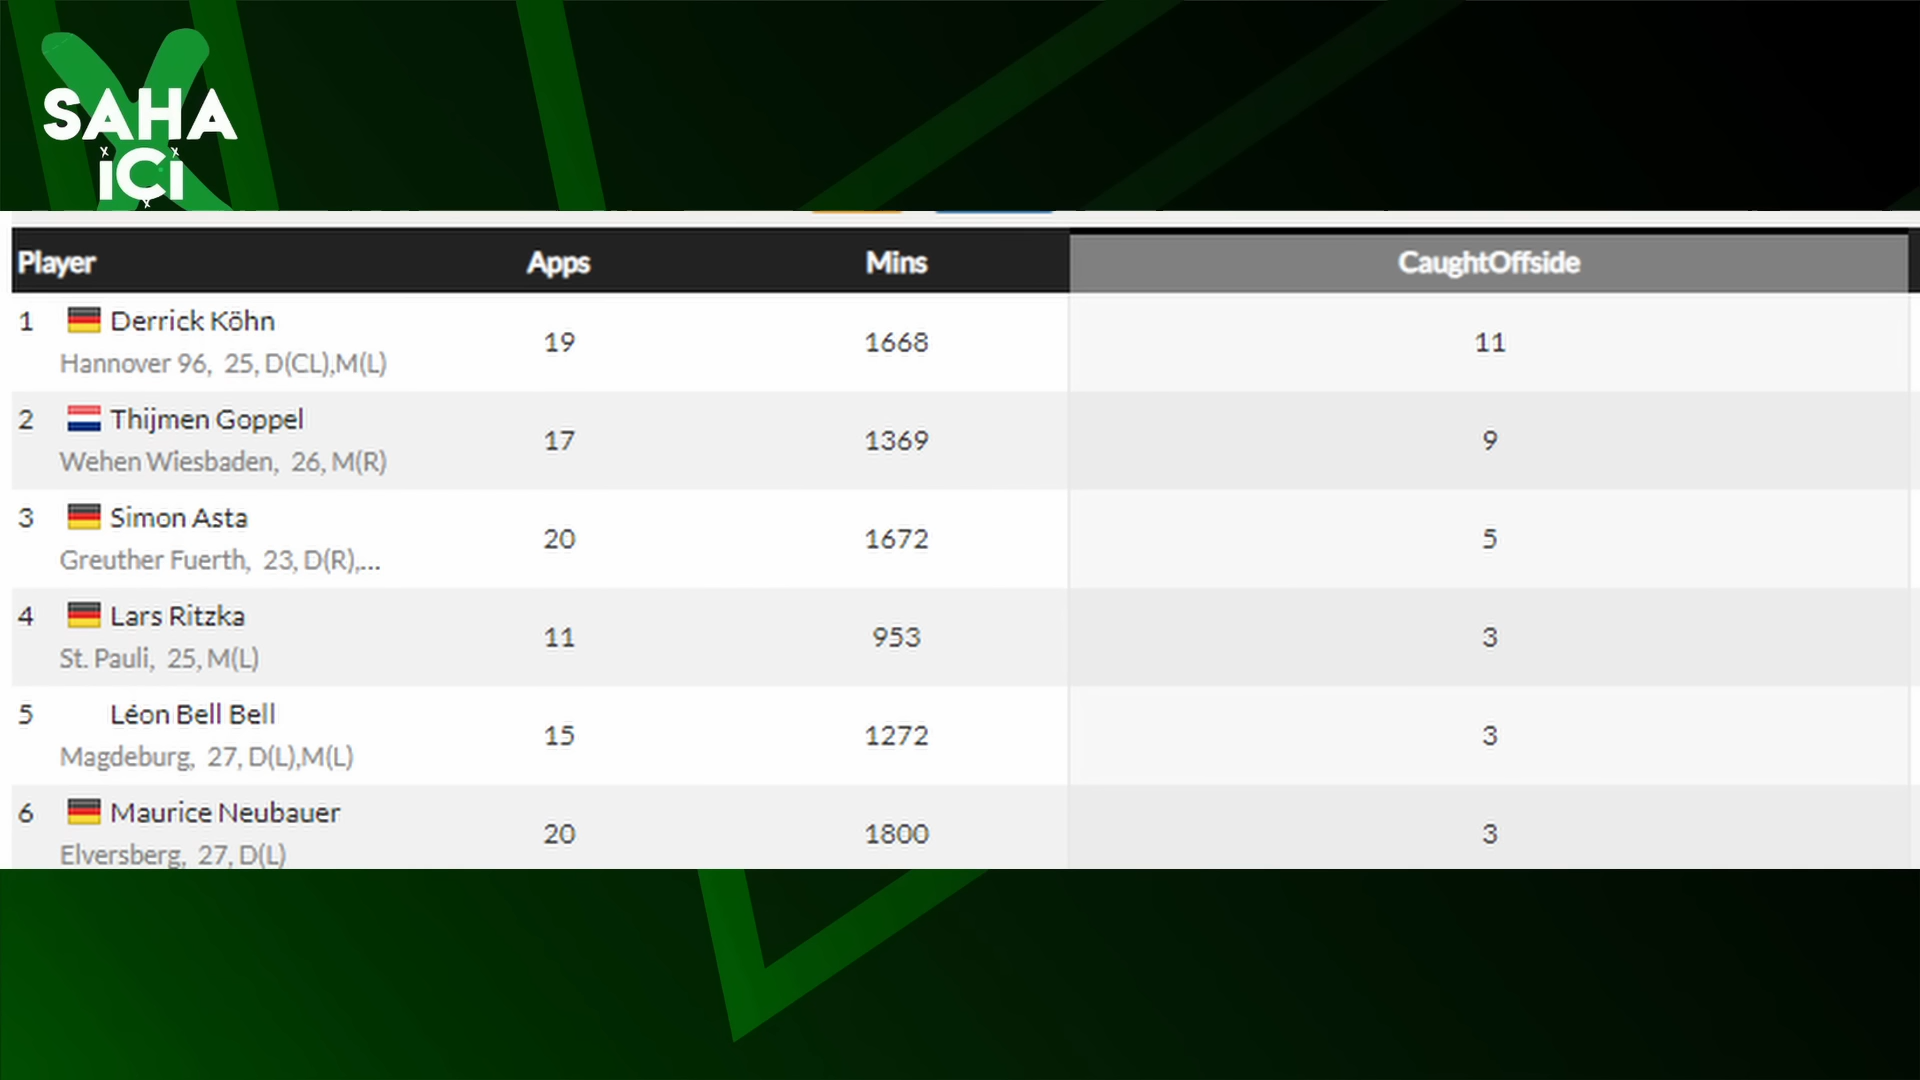 SAHA
iÇi
Player Apps Mins CaughtOffside
1 Derrick Köhn 19 1668 11
Hannover 96, 25, D(CL),M(L)
2 Thijmen Goppel 17 1369 9
Wehen Wiesbaden, 26, M(R)
3 Simon Asta 20 1672 5
Greuther Fuerth, 23, D(R),...
4 Lars Ritzka 11 953 3
St. Pauli, 25, M(L)
5 Léon Bell Bell 15 1272 3
Magdeburg, 27, D(L),M(L)
6 Maurice Neubauer 20 1800 3
Elversberg, 27, D(L)